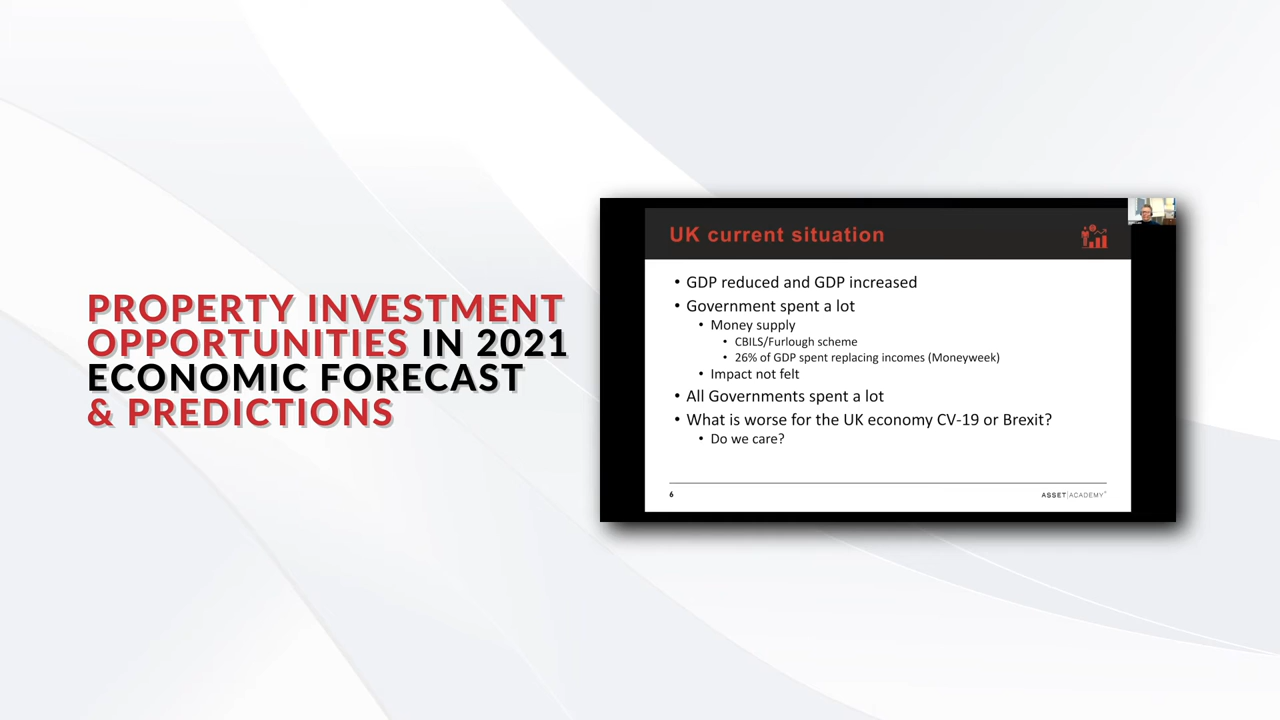 PROPERTY INVESTMENT
OPPORTUNITIES IN 2021
ECONOMIC FORECAST
& PREDICTIONS
UK current situation
• GDP reduced and GDP increased
• Government spent a lot
• Money supply
• CBILS/Furlough scheme
• 26% of GDP spent replacing incomes (Moneyweek)
• Impact not felt
• All Governments spent a lot
• What is worse for the UK economy CV-19 or Brexit?
• Do we care?
6
ASSET|ACADEMY®